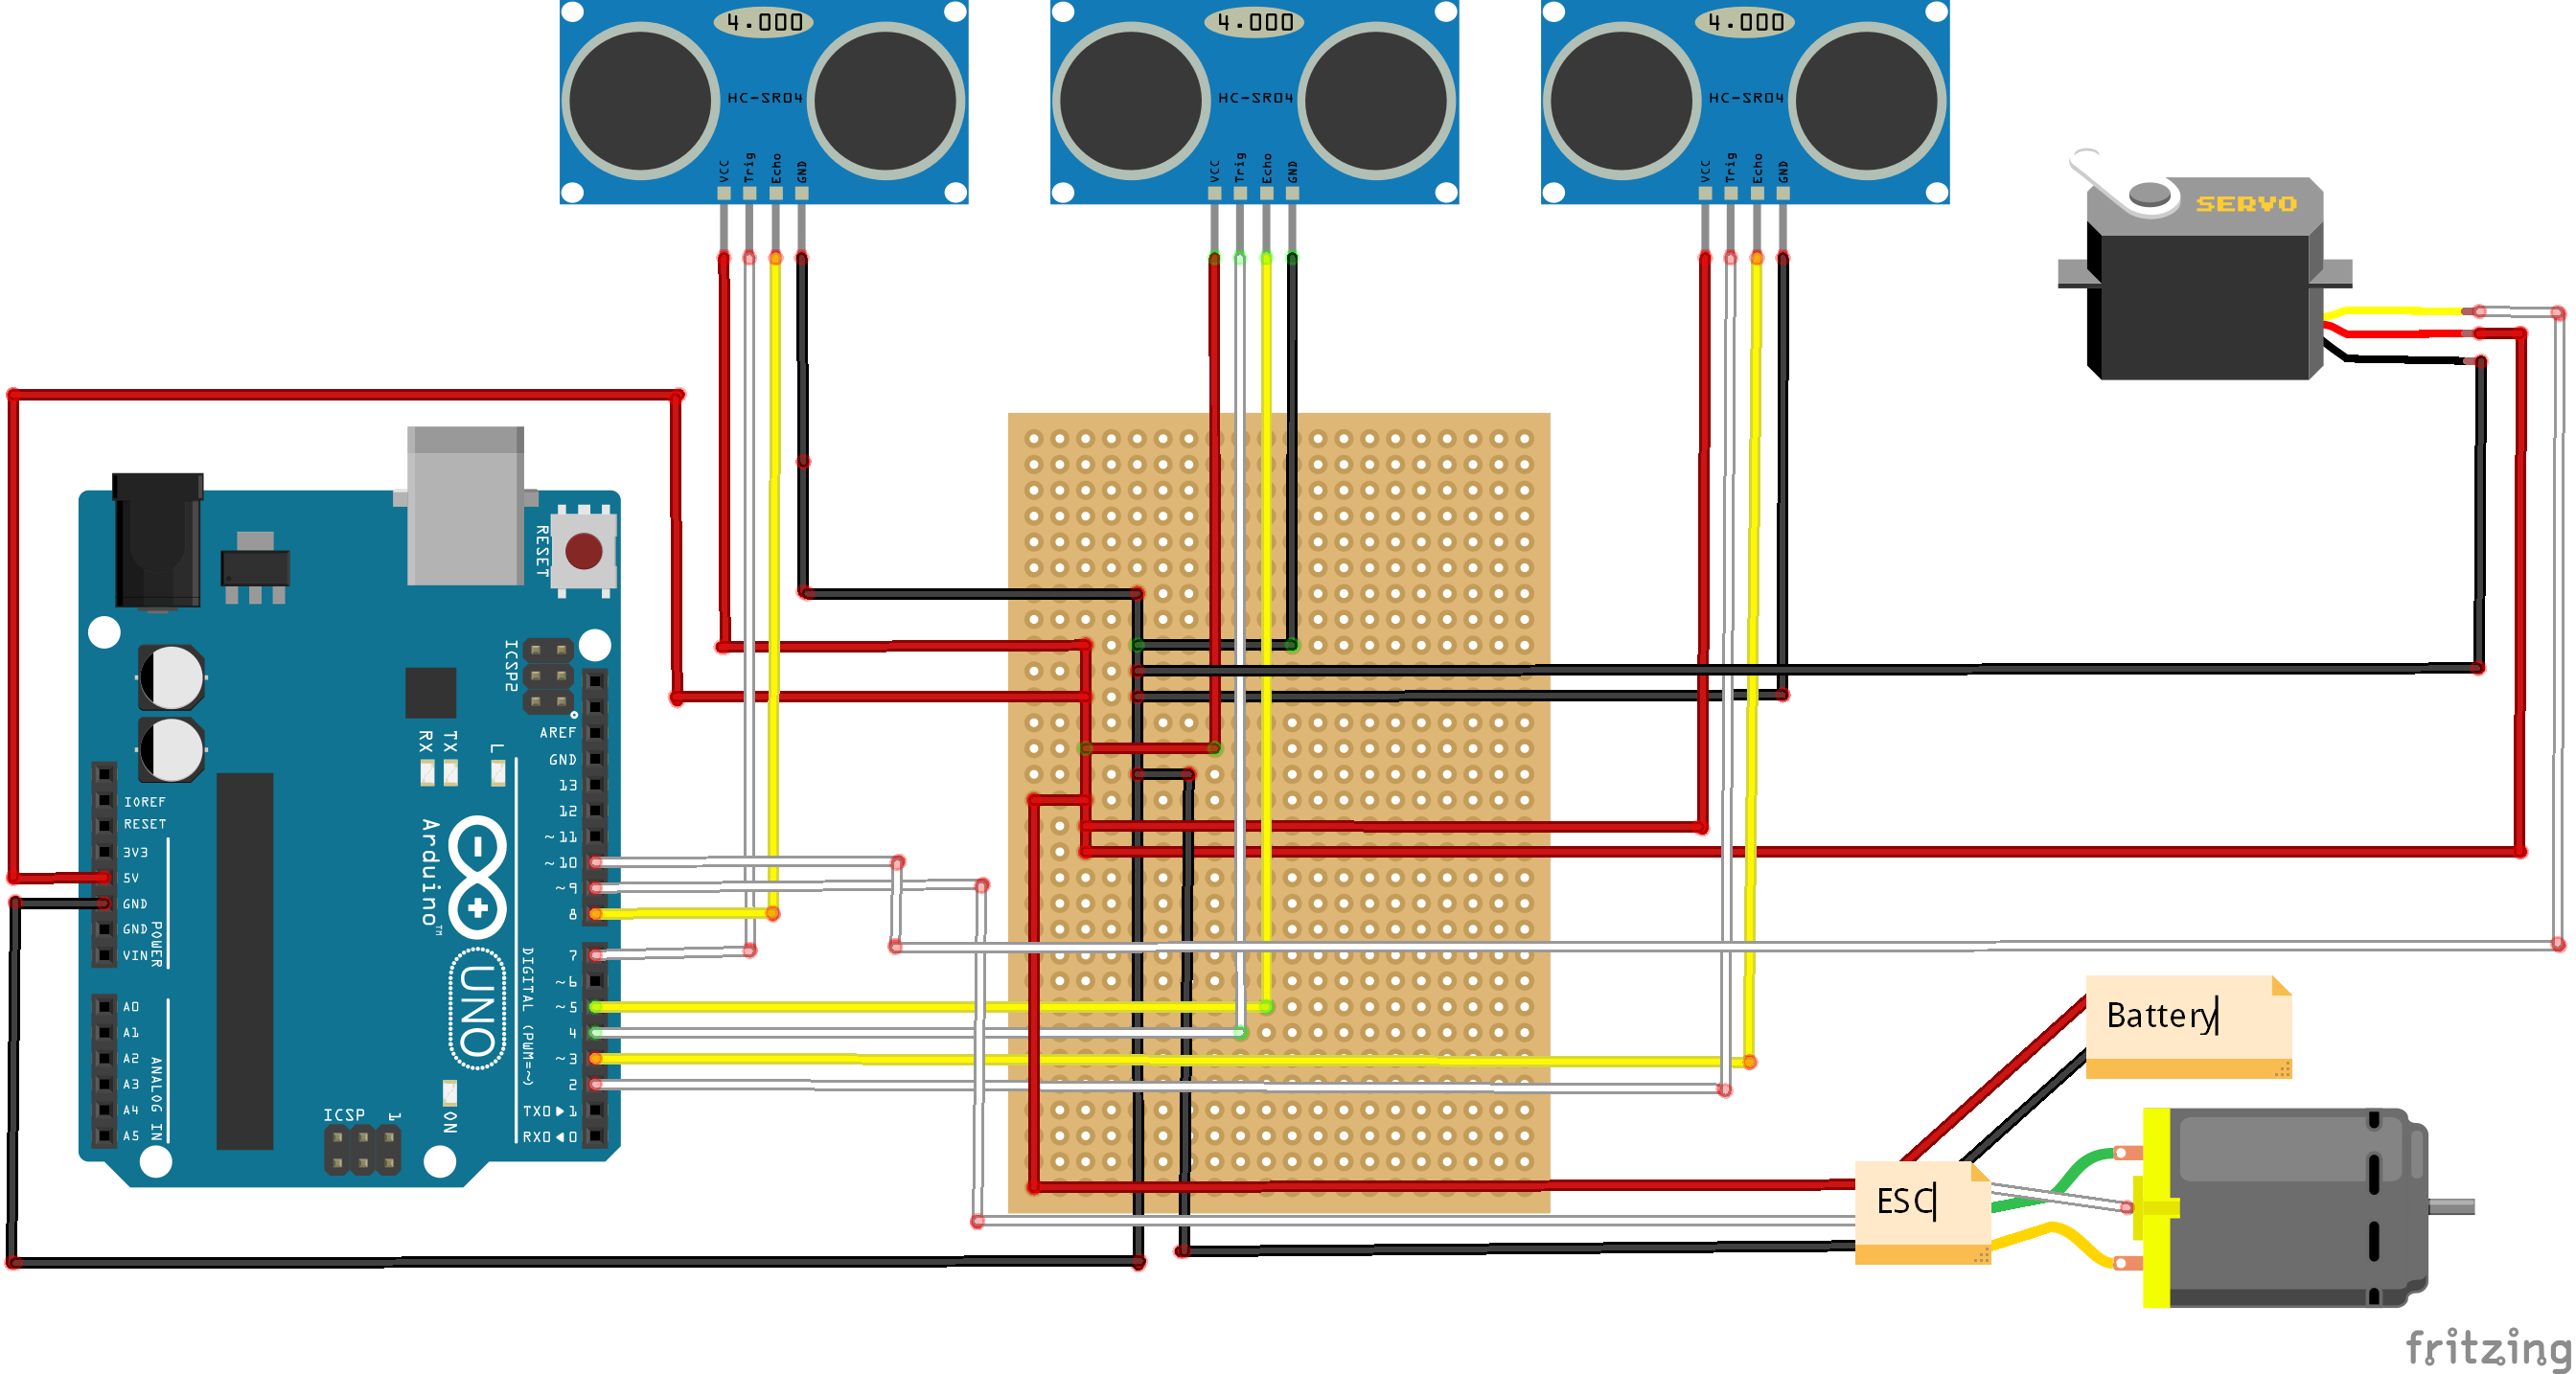 4.000
HC-SR04
VCC
Trig
Echo
GND
4.000
HC-SR04
VCC
Trig
Echo
GND
4.000
HC-SR04
VCC
Trig
Echo
GND
SERVO
RESET
ICSP2
AREF
GND
13
12
~11
~10
~9
8
7
~6
~5
4
~3
2
TX0▶1
RX0◀0
RX
TX
L
IOREF
RESET
3V3
5V
GND
GND
VIN
POWER
A0
A1
A2
A3
A4
A5
ANALOG IN
Arduino™
UNO
DIGITAL (PWM=~)
ICSP
1
ON
Battery
ESC
fritzing